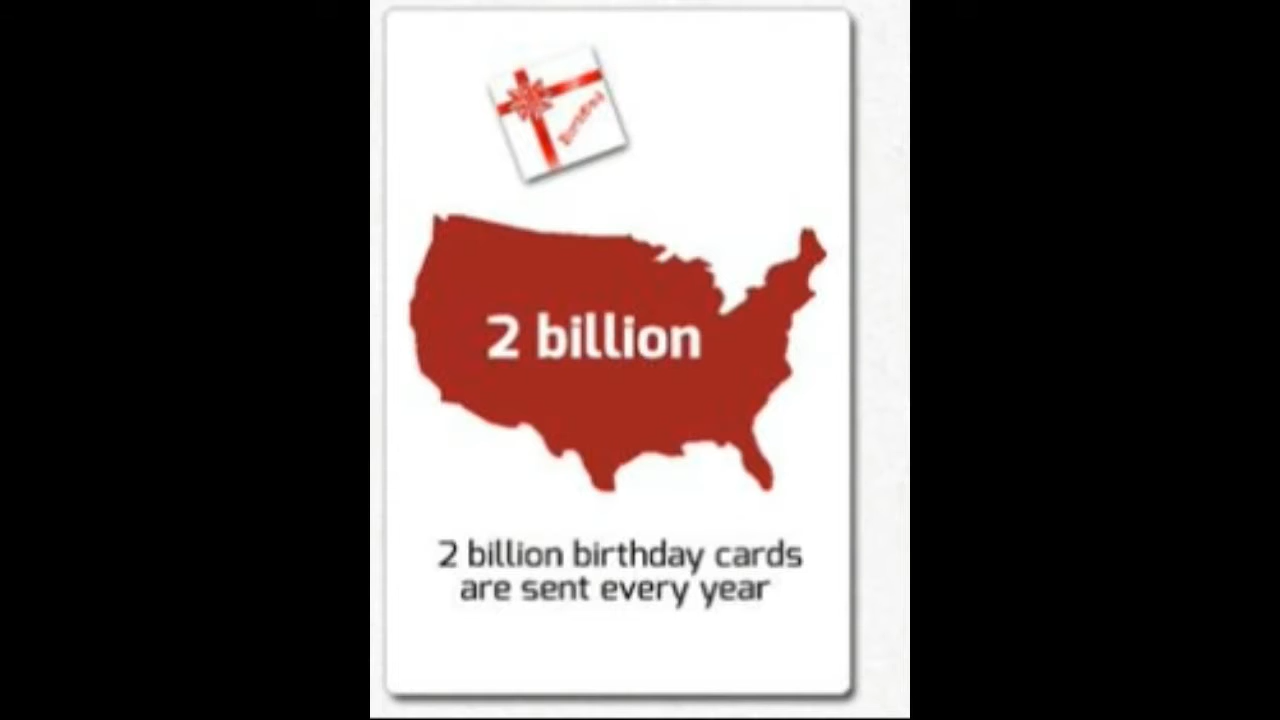 2 billion
2 billion birthday cards
are sent every year